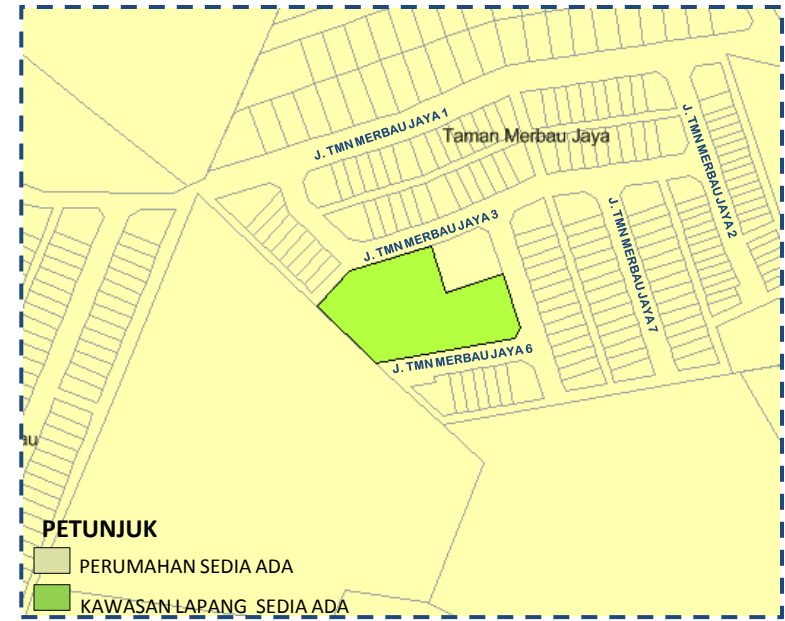 J. TMN MERBAU JAYA 1
Taman Merbau Jaya
J. TMN MERBAU JAYA 2
J. TMN MERBAU JAYA 3
J. TMN MERBAU JAYA 7
J. TMN MERBAU JAYA 6
au
PETUNJUK
PERUMAHAN SEDIA ADA
KAWASAN LAPANG SEDIA ADA